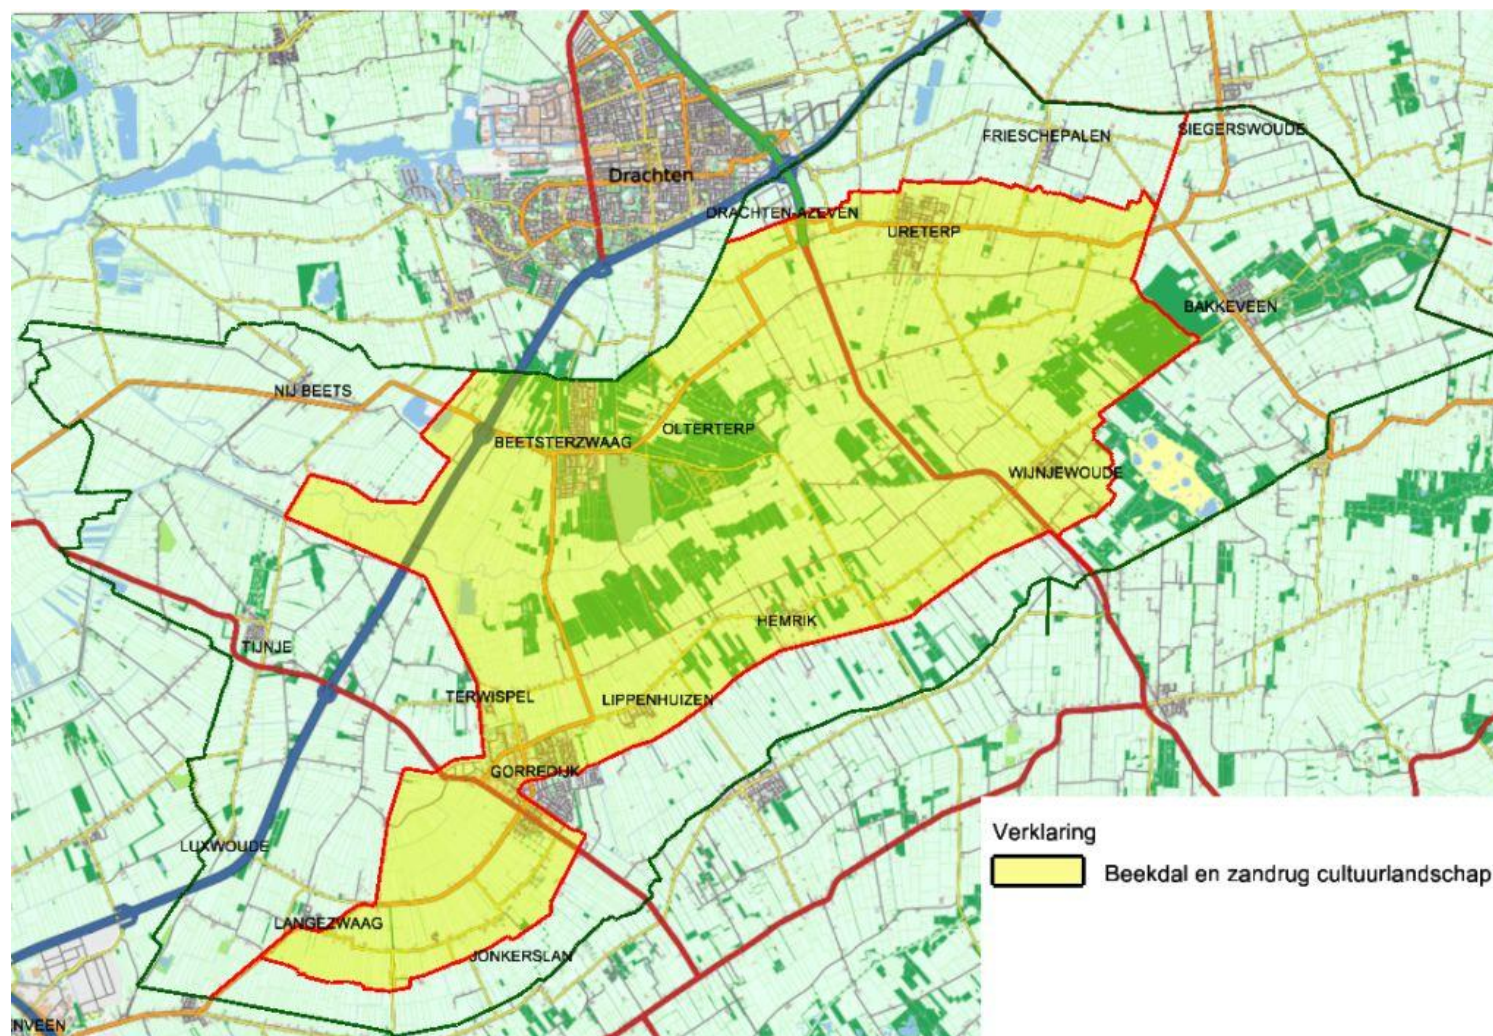 SIEGERSWOUDE
FRIESCHEPALEN
Drachten
DRACHTEN-AZEVEN
URETERP
BAKKEVEEN
NIJ BEETS
OLTERTERP
BEETSTERZWAAG
WIJNJEWOUDE
HEMRIK
TIJNJE
TERWISPEL
LIPPENHUIZEN
GORREDIJK
Verklaring
LUXWOUDE
Beekdal en zandrug cultuurlandschap
LANGEZWAAG
JONKERSLAN
NVEEN